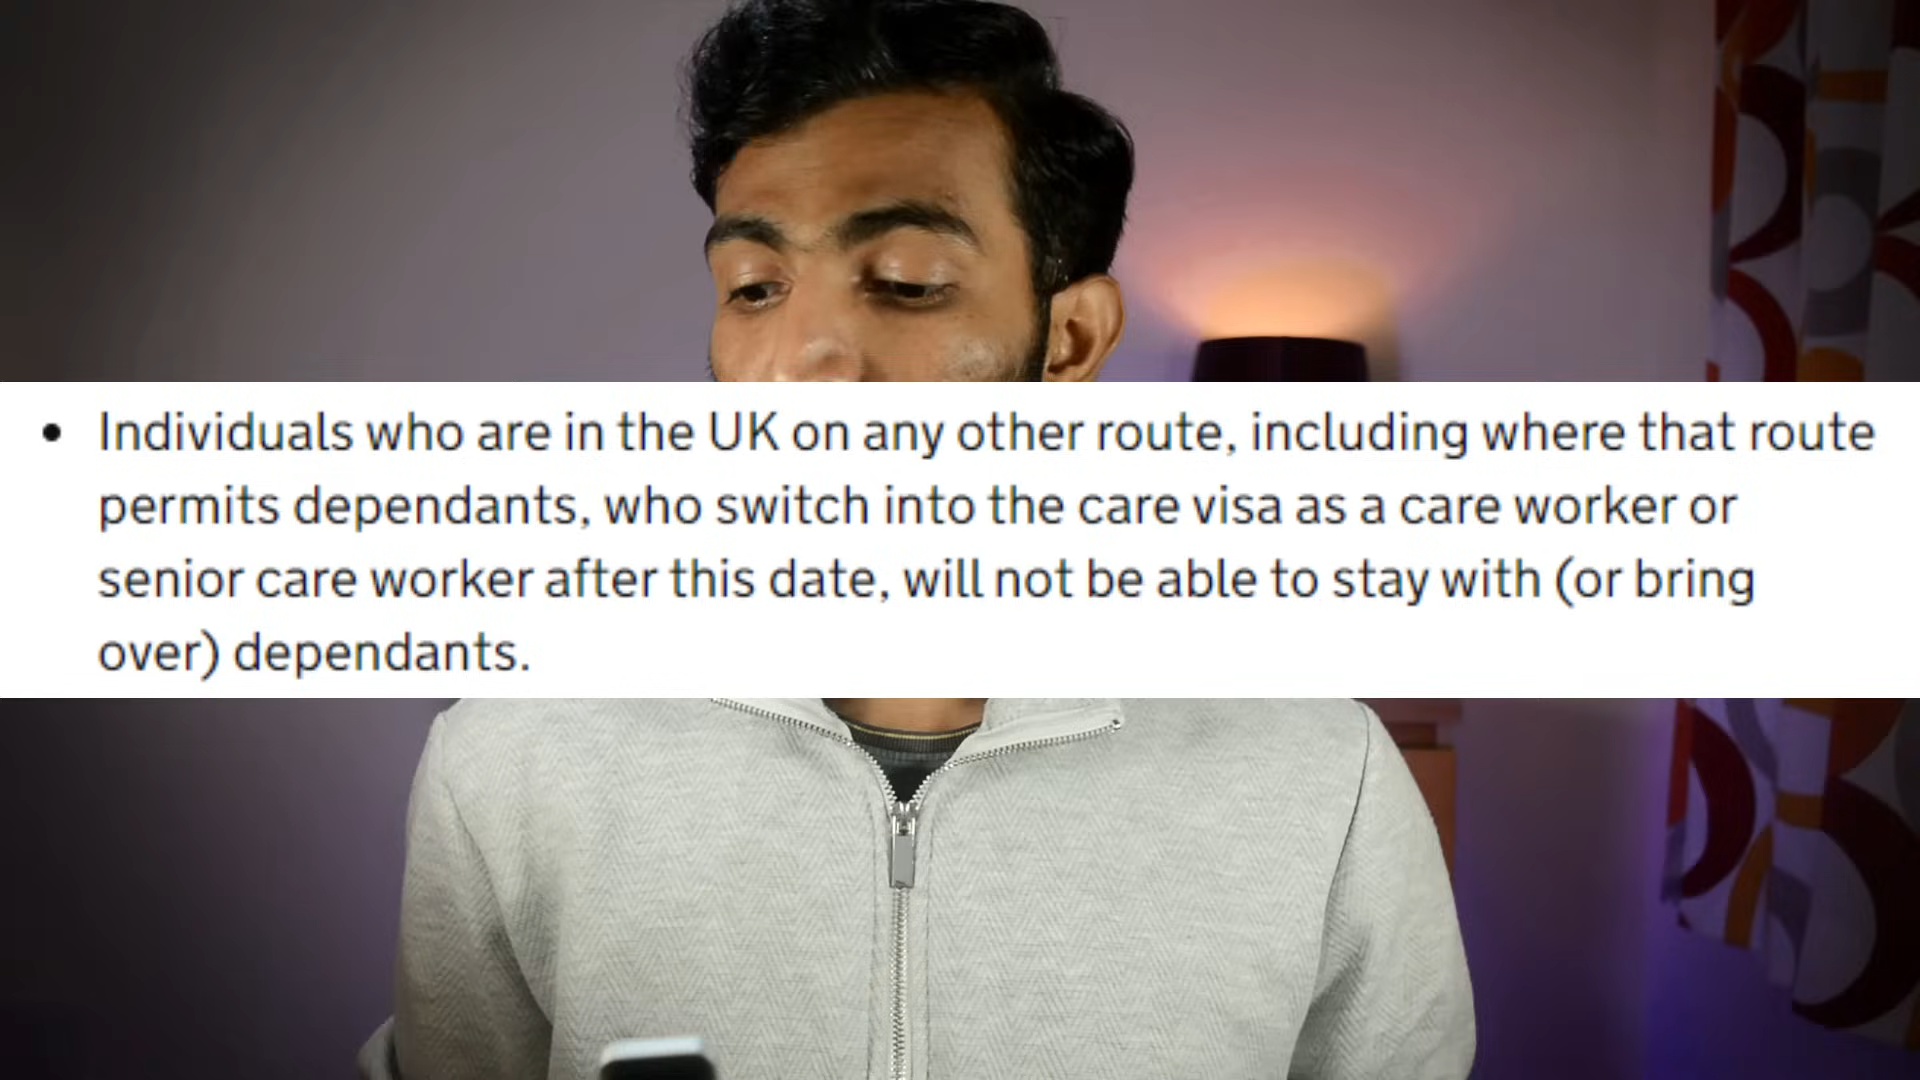 • Individuals who are in the UK on any other route, including where that route
permits dependants, who switch into the care visa as a care worker or
senior care worker after this date, will not be able to stay with (or bring
over) dependants.